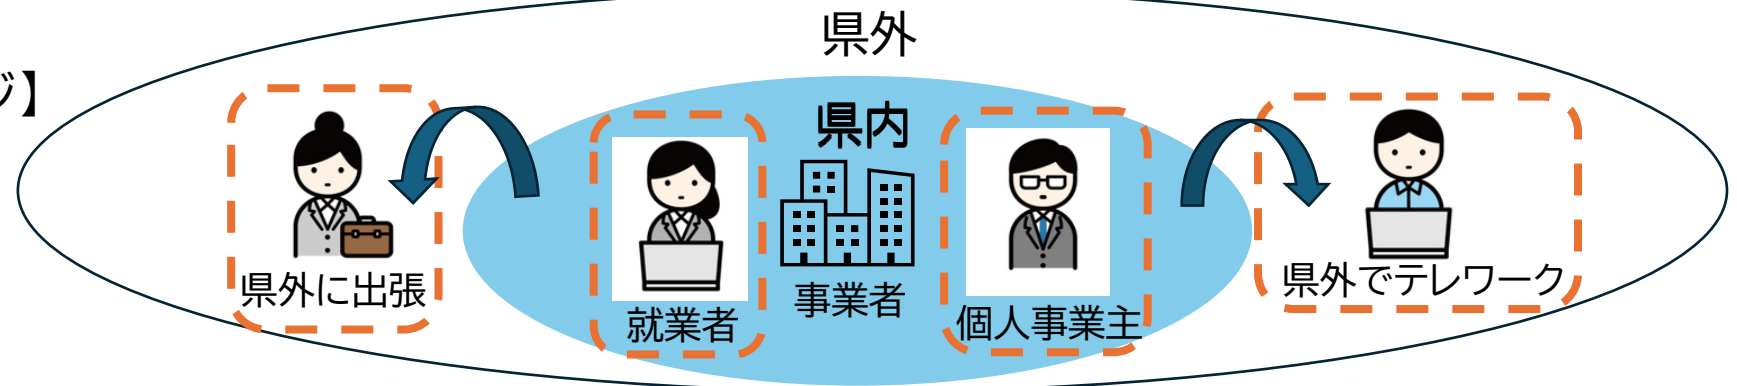 県外
ジ】
県内
県外に出張
就業者
事業者
個人事業主
県外でテレワーク